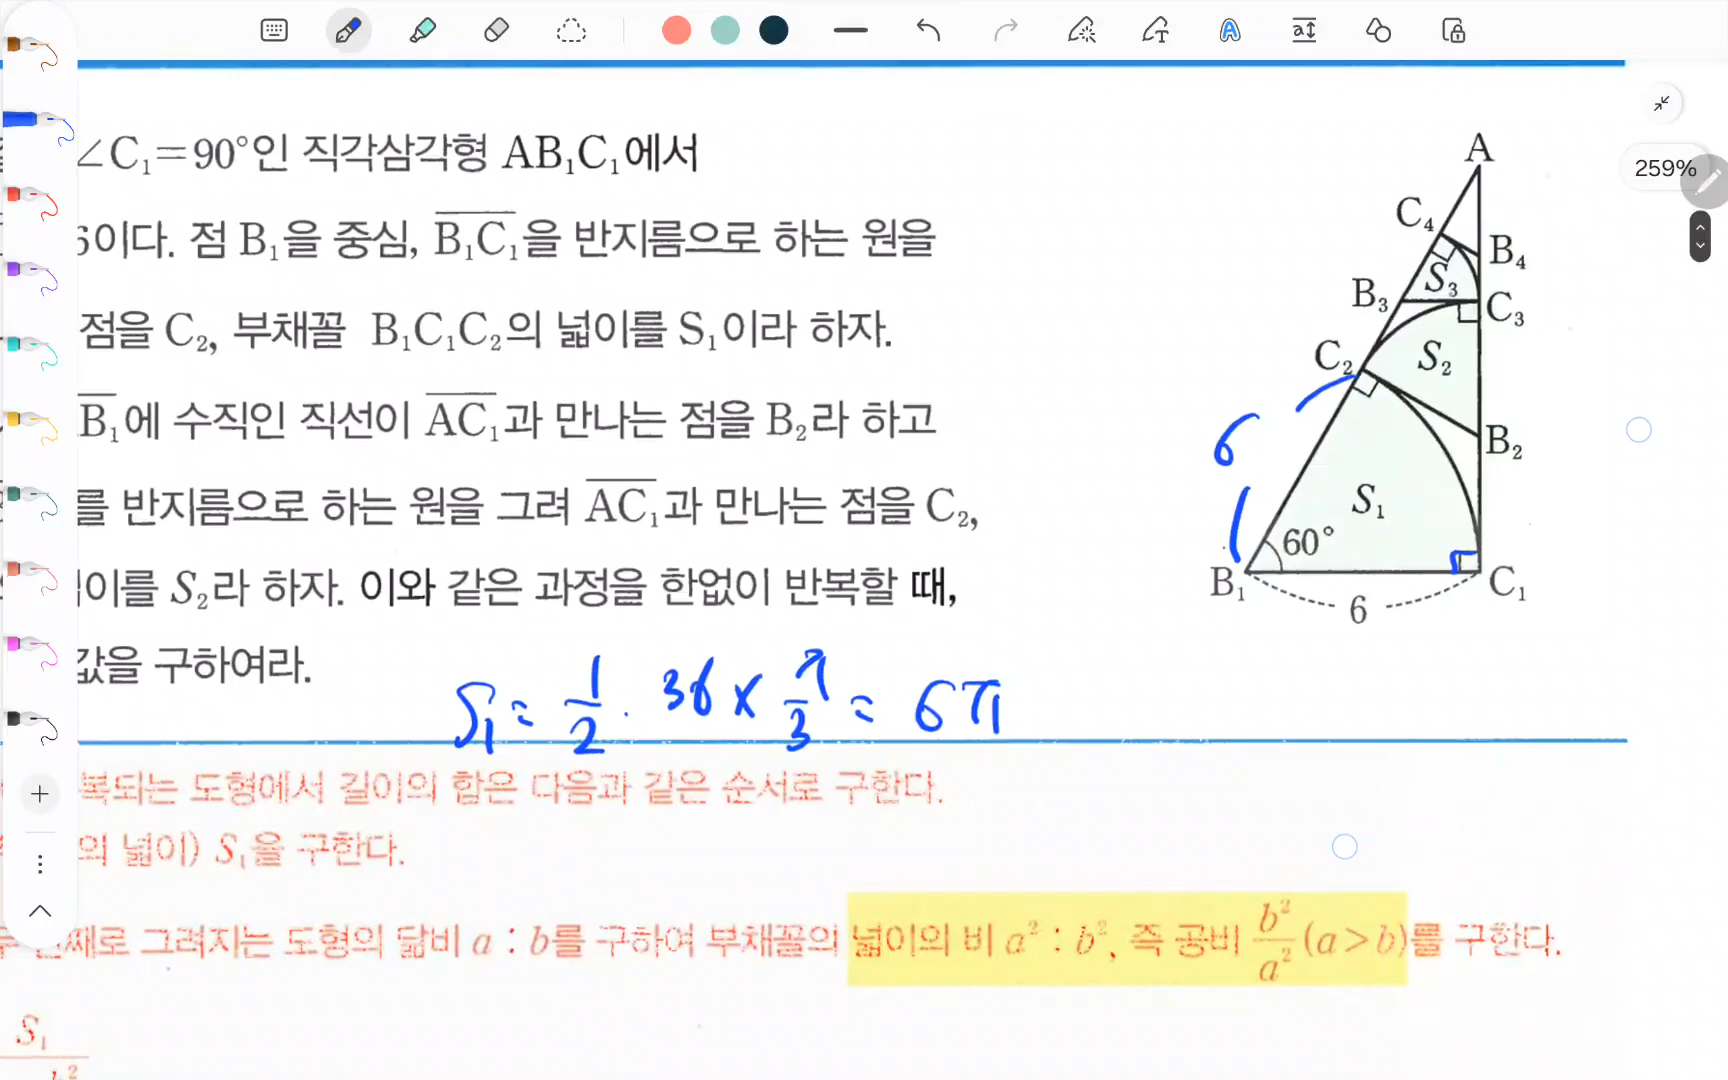 259%
∠C₁=90°인 직각삼각형 AB₁C₁에서
6이다. 점 B₁을 중심, B₁C₁을 반지름으로 하는 원을
점을 C₂, 부채꼴 B₁C₁C₂의 넓이를 S₁이라 하자.
B₁에 수직인 직선이 AC₁과 만나는 점을 B₂라 하고
를 반지름으로 하는 원을 그려 AC₁과 만나는 점을 C₂,
이를 S₂라 하자. 이와 같은 과정을 한없이 반복할 때,
값을 구하여라.
A
C₄
B₄
S₃
B₃
C₃
C₂
S₂
6
B₂
S₁
60°
B₁
C₁
6
S₁ = 1/2 · 36 × π/3 = 6π
복되는 도형에서 길이의 합은 다음과 같은 순서로 구한다.
의 넓이) S₁을 구한다.
째로 그려지는 도형의 닮비 a : b를 구하여 부채꼴의 넓이의 비 a² : b², 즉 공비 b²/a² (a>b)를 구한다.
S₁
b²